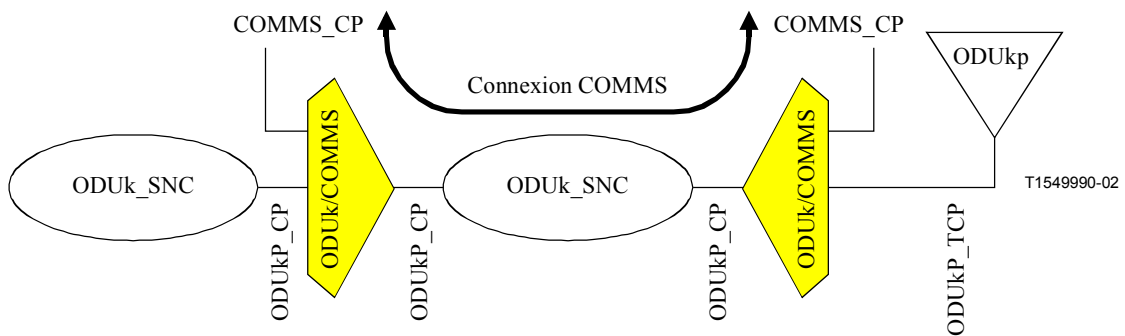 COMMS_CP
COMMS_CP
ODUkp
Connexion COMMS
ODUk_SNC
ODUk/COMMS
ODUk_SNC
ODUk/COMMS
T1549990-02
ODUkP_CP
ODUkP_CP
ODUkP_CP
ODUkP_TCP